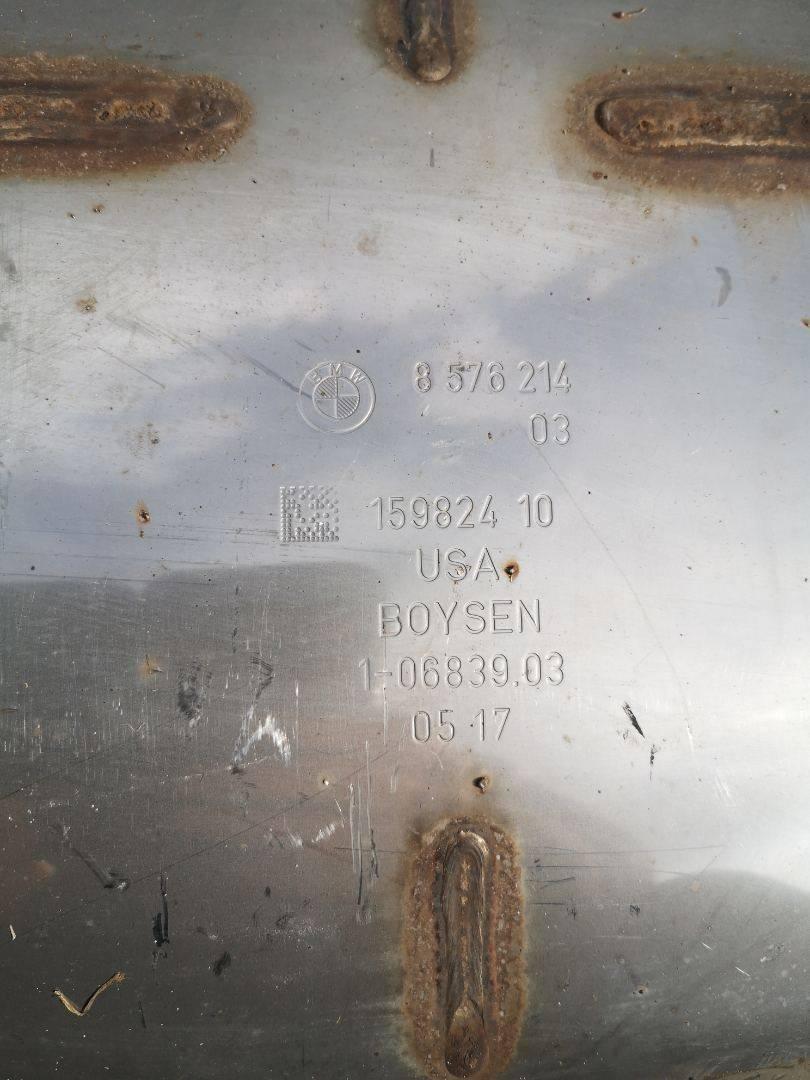 BMW 8 576 214
03
159824 10
USA
BOYSEN
1-06839.03
05 17